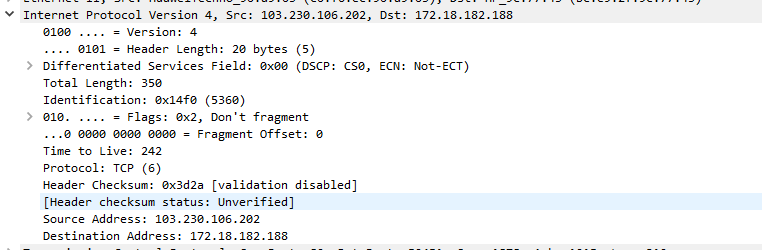 Internet Protocol Version 4, Src: 103.230.106.202, Dst: 172.18.182.188
0100 .... = Version: 4
.... 0101 = Header Length: 20 bytes (5)
Differentiated Services Field: 0x00 (DSCP: CS0, ECN: Not-ECT)
Total Length: 350
Identification: 0x14f0 (5360)
010. .... = Flags: 0x2, Don't fragment
...0 0000 0000 0000 = Fragment Offset: 0
Time to Live: 242
Protocol: TCP (6)
Header Checksum: 0x3d2a [validation disabled]
[Header checksum status: Unverified]
Source Address: 103.230.106.202
Destination Address: 172.18.182.188